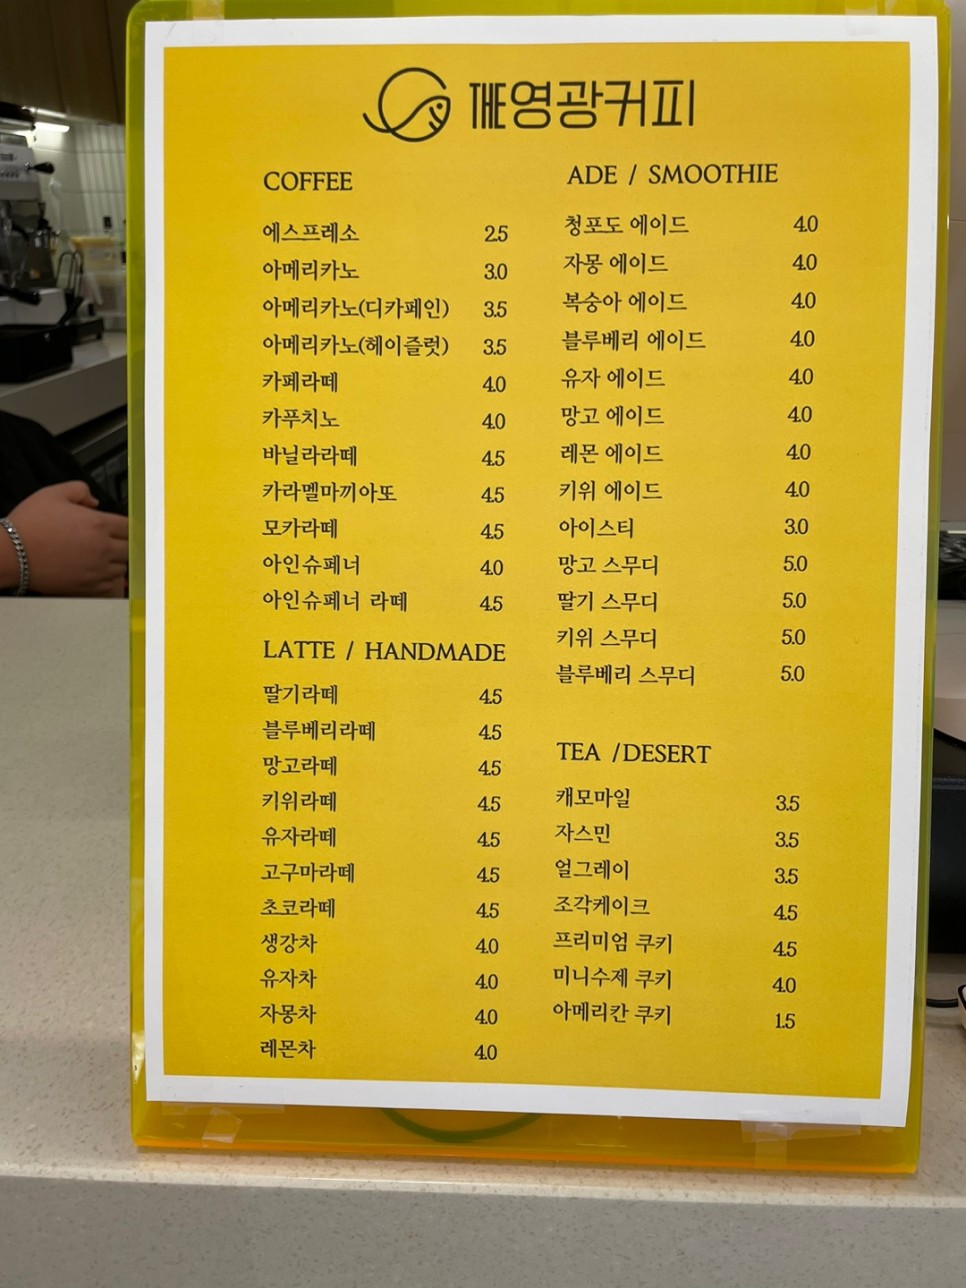 THE영광커피
COFFEE
에스프레소 2.5
아메리카노 3.0
아메리카노(디카페인) 3.5
아메리카노(헤이즐럿) 3.5
카페라떼 4.0
카푸치노 4.0
바닐라라떼 4.5
카라멜마끼아또 4.5
모카라떼 4.5
아인슈페너 4.0
아인슈페너 라떼 4.5
LATTE / HANDMADE
딸기라떼 4.5
블루베리라떼 4.5
망고라떼 4.5
키위라떼 4.5
유자라떼 4.5
고구마라떼 4.5
초코라떼 4.5
생강차 4.0
유자차 4.0
자몽차 4.0
레몬차 4.0
ADE / SMOOTHIE
청포도 에이드 4.0
자몽 에이드 4.0
복숭아 에이드 4.0
블루베리 에이드 4.0
유자 에이드 4.0
망고 에이드 4.0
레몬 에이드 4.0
키위 에이드 4.0
아이스티 3.0
망고 스무디 5.0
딸기 스무디 5.0
키위 스무디 5.0
블루베리 스무디 5.0
TEA /DESERT
캐모마일 3.5
자스민 3.5
얼그레이 3.5
조각케이크 4.5
프리미엄 쿠키 4.5
미니수제 쿠키 4.0
아메리칸 쿠키 1.5